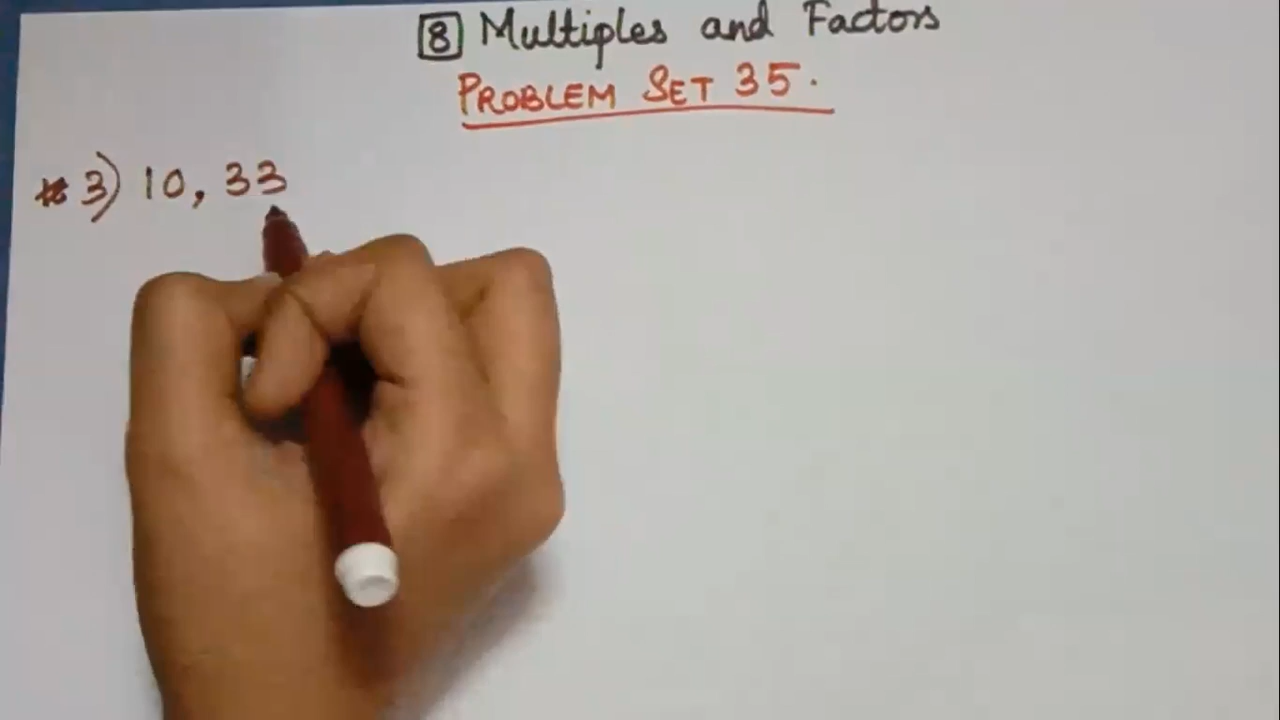 8 Multiples and Factors
PROBLEM SET 35.
* 3) 10, 33